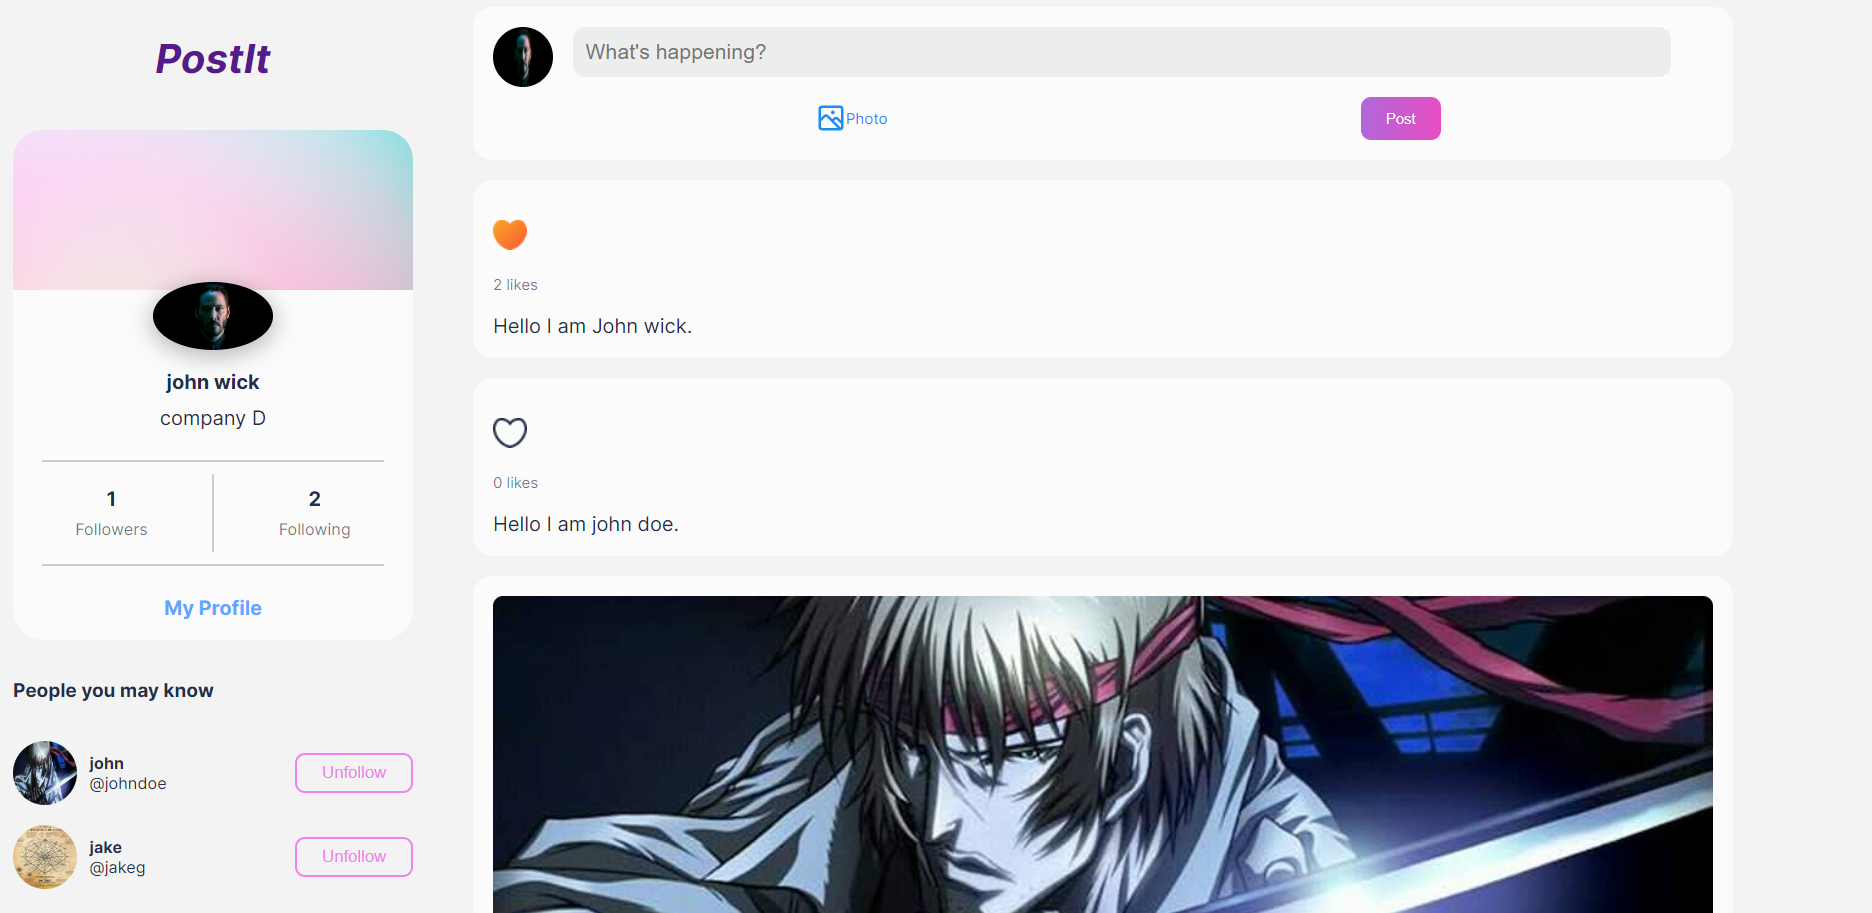 PostIt
john wick
company D
1
Followers
2
Following
My Profile
People you may know
john
@johndoe
Unfollow
jake
@jakeg
Unfollow
What's happening?
Photo
Post
2 likes
Hello I am John wick.
0 likes
Hello I am john doe.